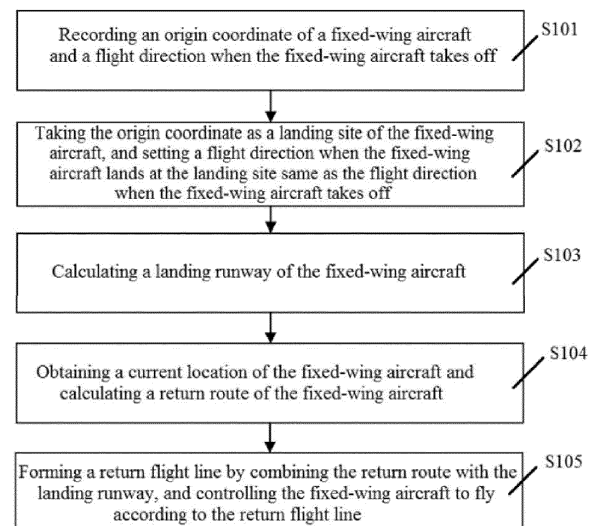 Recording an origin coordinate of a fixed-wing aircraft
and a flight direction when the fixed-wing aircraft takes off
S101
Taking the origin coordinate as a landing site of the fixed-wing
aircraft, and setting a flight direction when the fixed-wing
aircraft lands at the landing site same as the flight direction
when the fixed-wing aircraft takes off
S102
Calculating a landing runway of the fixed-wing aircraft
S103
Obtaining a current location of the fixed-wing aircraft and
calculating a return route of the fixed-wing aircraft
S104
Forming a return flight line by combining the return route with the
landing runway, and controlling the fixed-wing aircraft to fly
according to the return flight line
S105